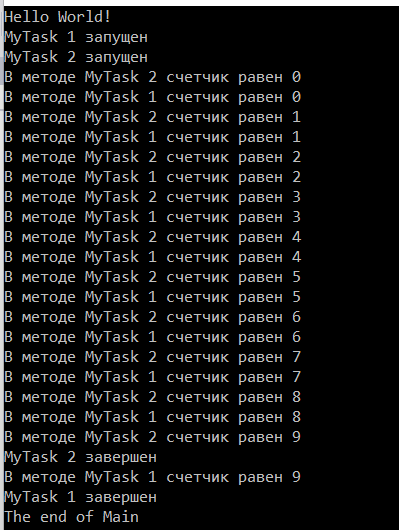 Hello World!
MyTask 1 запущен
MyTask 2 запущен
В методе MyTask 2 счетчик равен 0
В методе MyTask 1 счетчик равен 0
В методе MyTask 2 счетчик равен 1
В методе MyTask 1 счетчик равен 1
В методе MyTask 2 счетчик равен 2
В методе MyTask 1 счетчик равен 2
В методе MyTask 2 счетчик равен 3
В методе MyTask 1 счетчик равен 3
В методе MyTask 2 счетчик равен 4
В методе MyTask 1 счетчик равен 4
В методе MyTask 2 счетчик равен 5
В методе MyTask 1 счетчик равен 5
В методе MyTask 2 счетчик равен 6
В методе MyTask 1 счетчик равен 6
В методе MyTask 2 счетчик равен 7
В методе MyTask 1 счетчик равен 7
В методе MyTask 2 счетчик равен 8
В методе MyTask 1 счетчик равен 8
В методе MyTask 2 счетчик равен 9
MyTask 2 завершен
В методе MyTask 1 счетчик равен 9
MyTask 1 завершен
The end of Main